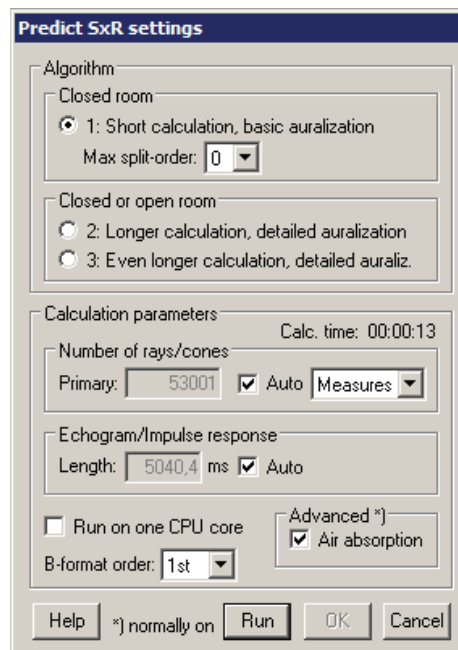 Predict SxR settings
Algorithm
Closed room
1: Short calculation, basic auralization
Max split-order: 0
Closed or open room
2: Longer calculation, detailed auralization
3: Even longer calculation, detailed auraliz.
Calculation parameters
Calc. time: 00:00:13
Number of rays/cones
Primary: 53001 Auto Measures
Echogram/Impulse response
Length: 5040,4 ms Auto
Run on one CPU core
Advanced *)
Air absorption
B-format order: 1st
Help *) normally on Run OK Cancel